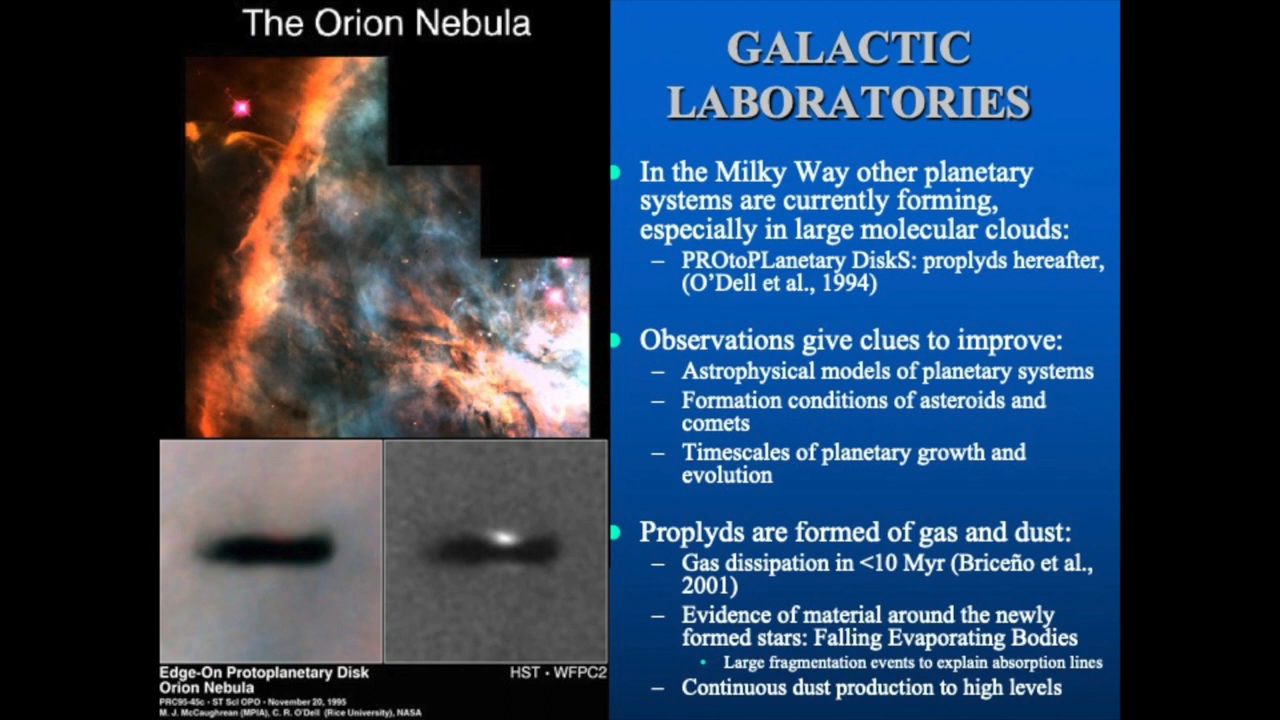 The Orion Nebula
Edge-On Protoplanetary Disk
Orion Nebula
HST · WFPC2
PRC95-45c · ST ScI OPO · November 20, 1995
M. J. McCaughrean (MPIA), C. R. O'Dell (Rice University), NASA
GALACTIC
LABORATORIES
In the Milky Way other planetary
systems are currently forming,
especially in large molecular clouds:
– PROtoPLanetary DiskS: proplyds hereafter,
(O’Dell et al., 1994)
Observations give clues to improve:
– Astrophysical models of planetary systems
– Formation conditions of asteroids and
comets
– Timescales of planetary growth and
evolution
Proplyds are formed of gas and dust:
– Gas dissipation in <10 Myr (Briceño et al.,
2001)
– Evidence of material around the newly
formed stars: Falling Evaporating Bodies
• Large fragmentation events to explain absorption lines
– Continuous dust production to high levels